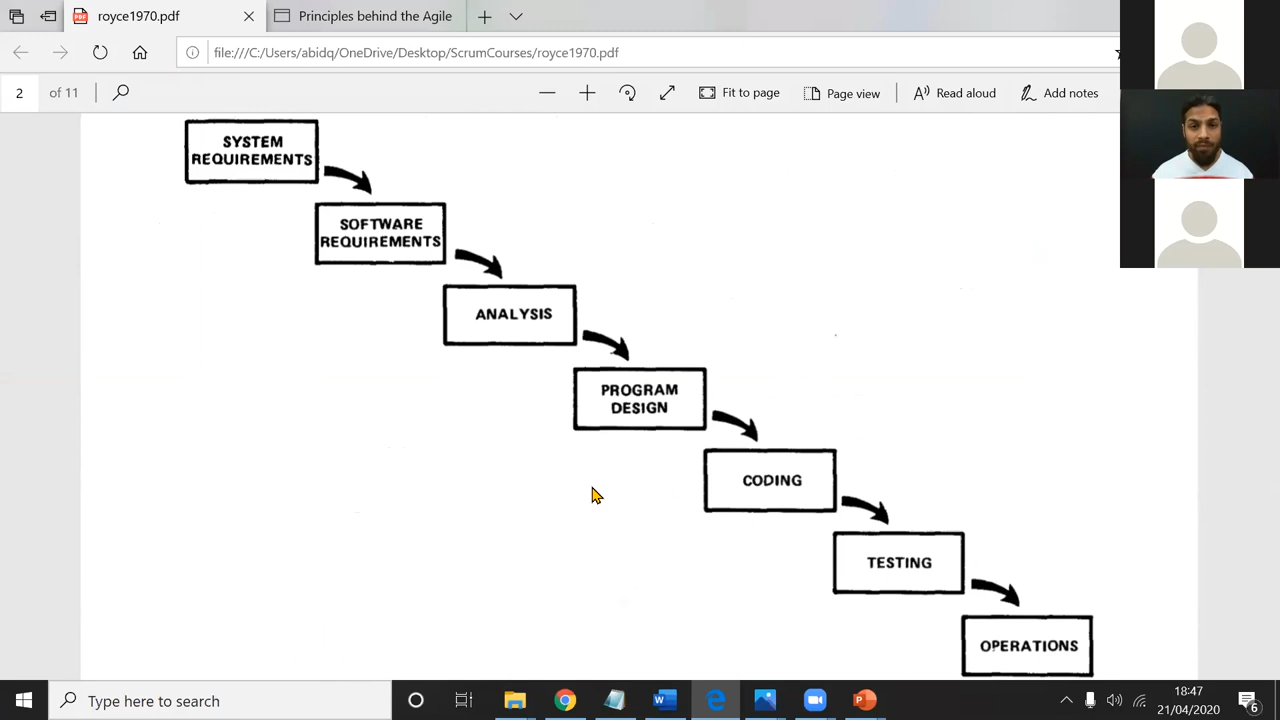 royce1970.pdf
Principles behind the Agile
file:///C:/Users/abidq/OneDrive/Desktop/ScrumCourses/royce1970.pdf
2 of 11
Fit to page
Page view
Read aloud
Add notes
SYSTEM
REQUIREMENTS
SOFTWARE
REQUIREMENTS
ANALYSIS
PROGRAM
DESIGN
CODING
TESTING
OPERATIONS
Type here to search
18:47
21/04/2020
6